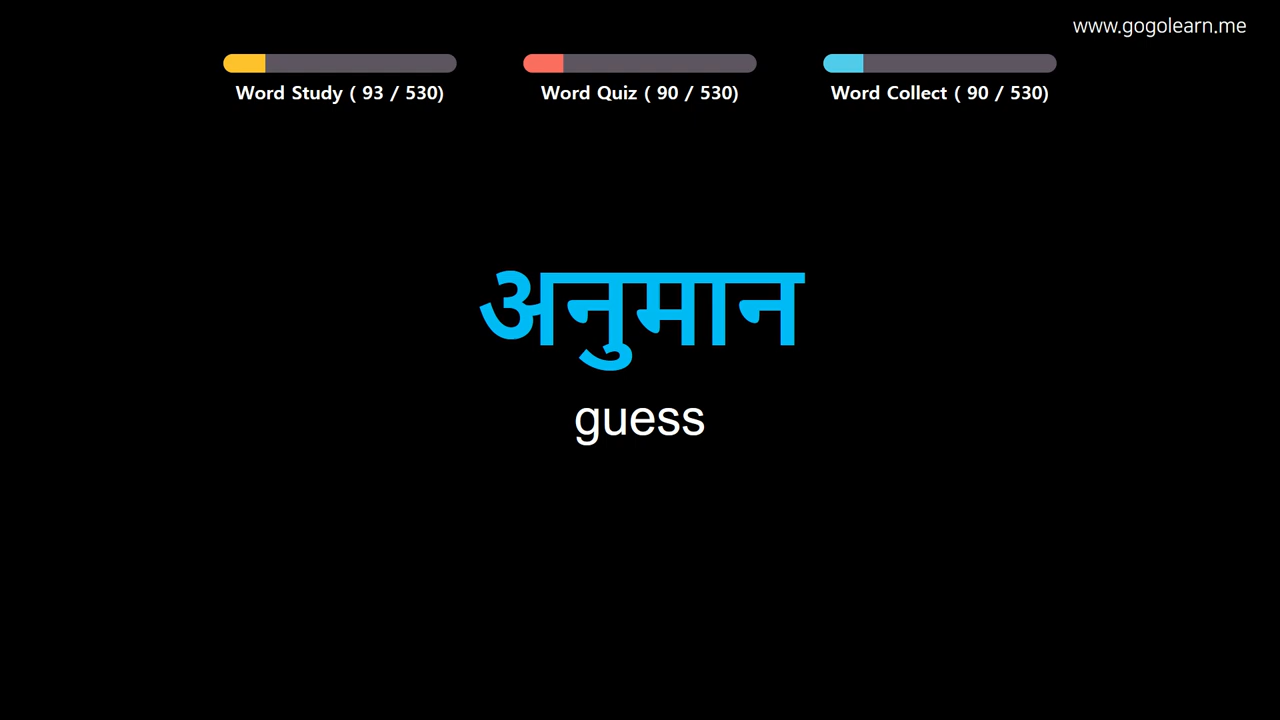 www.gogolearn.me
Word Study ( 93 / 530)
Word Quiz ( 90 / 530)
Word Collect ( 90 / 530)
अनुमान
guess